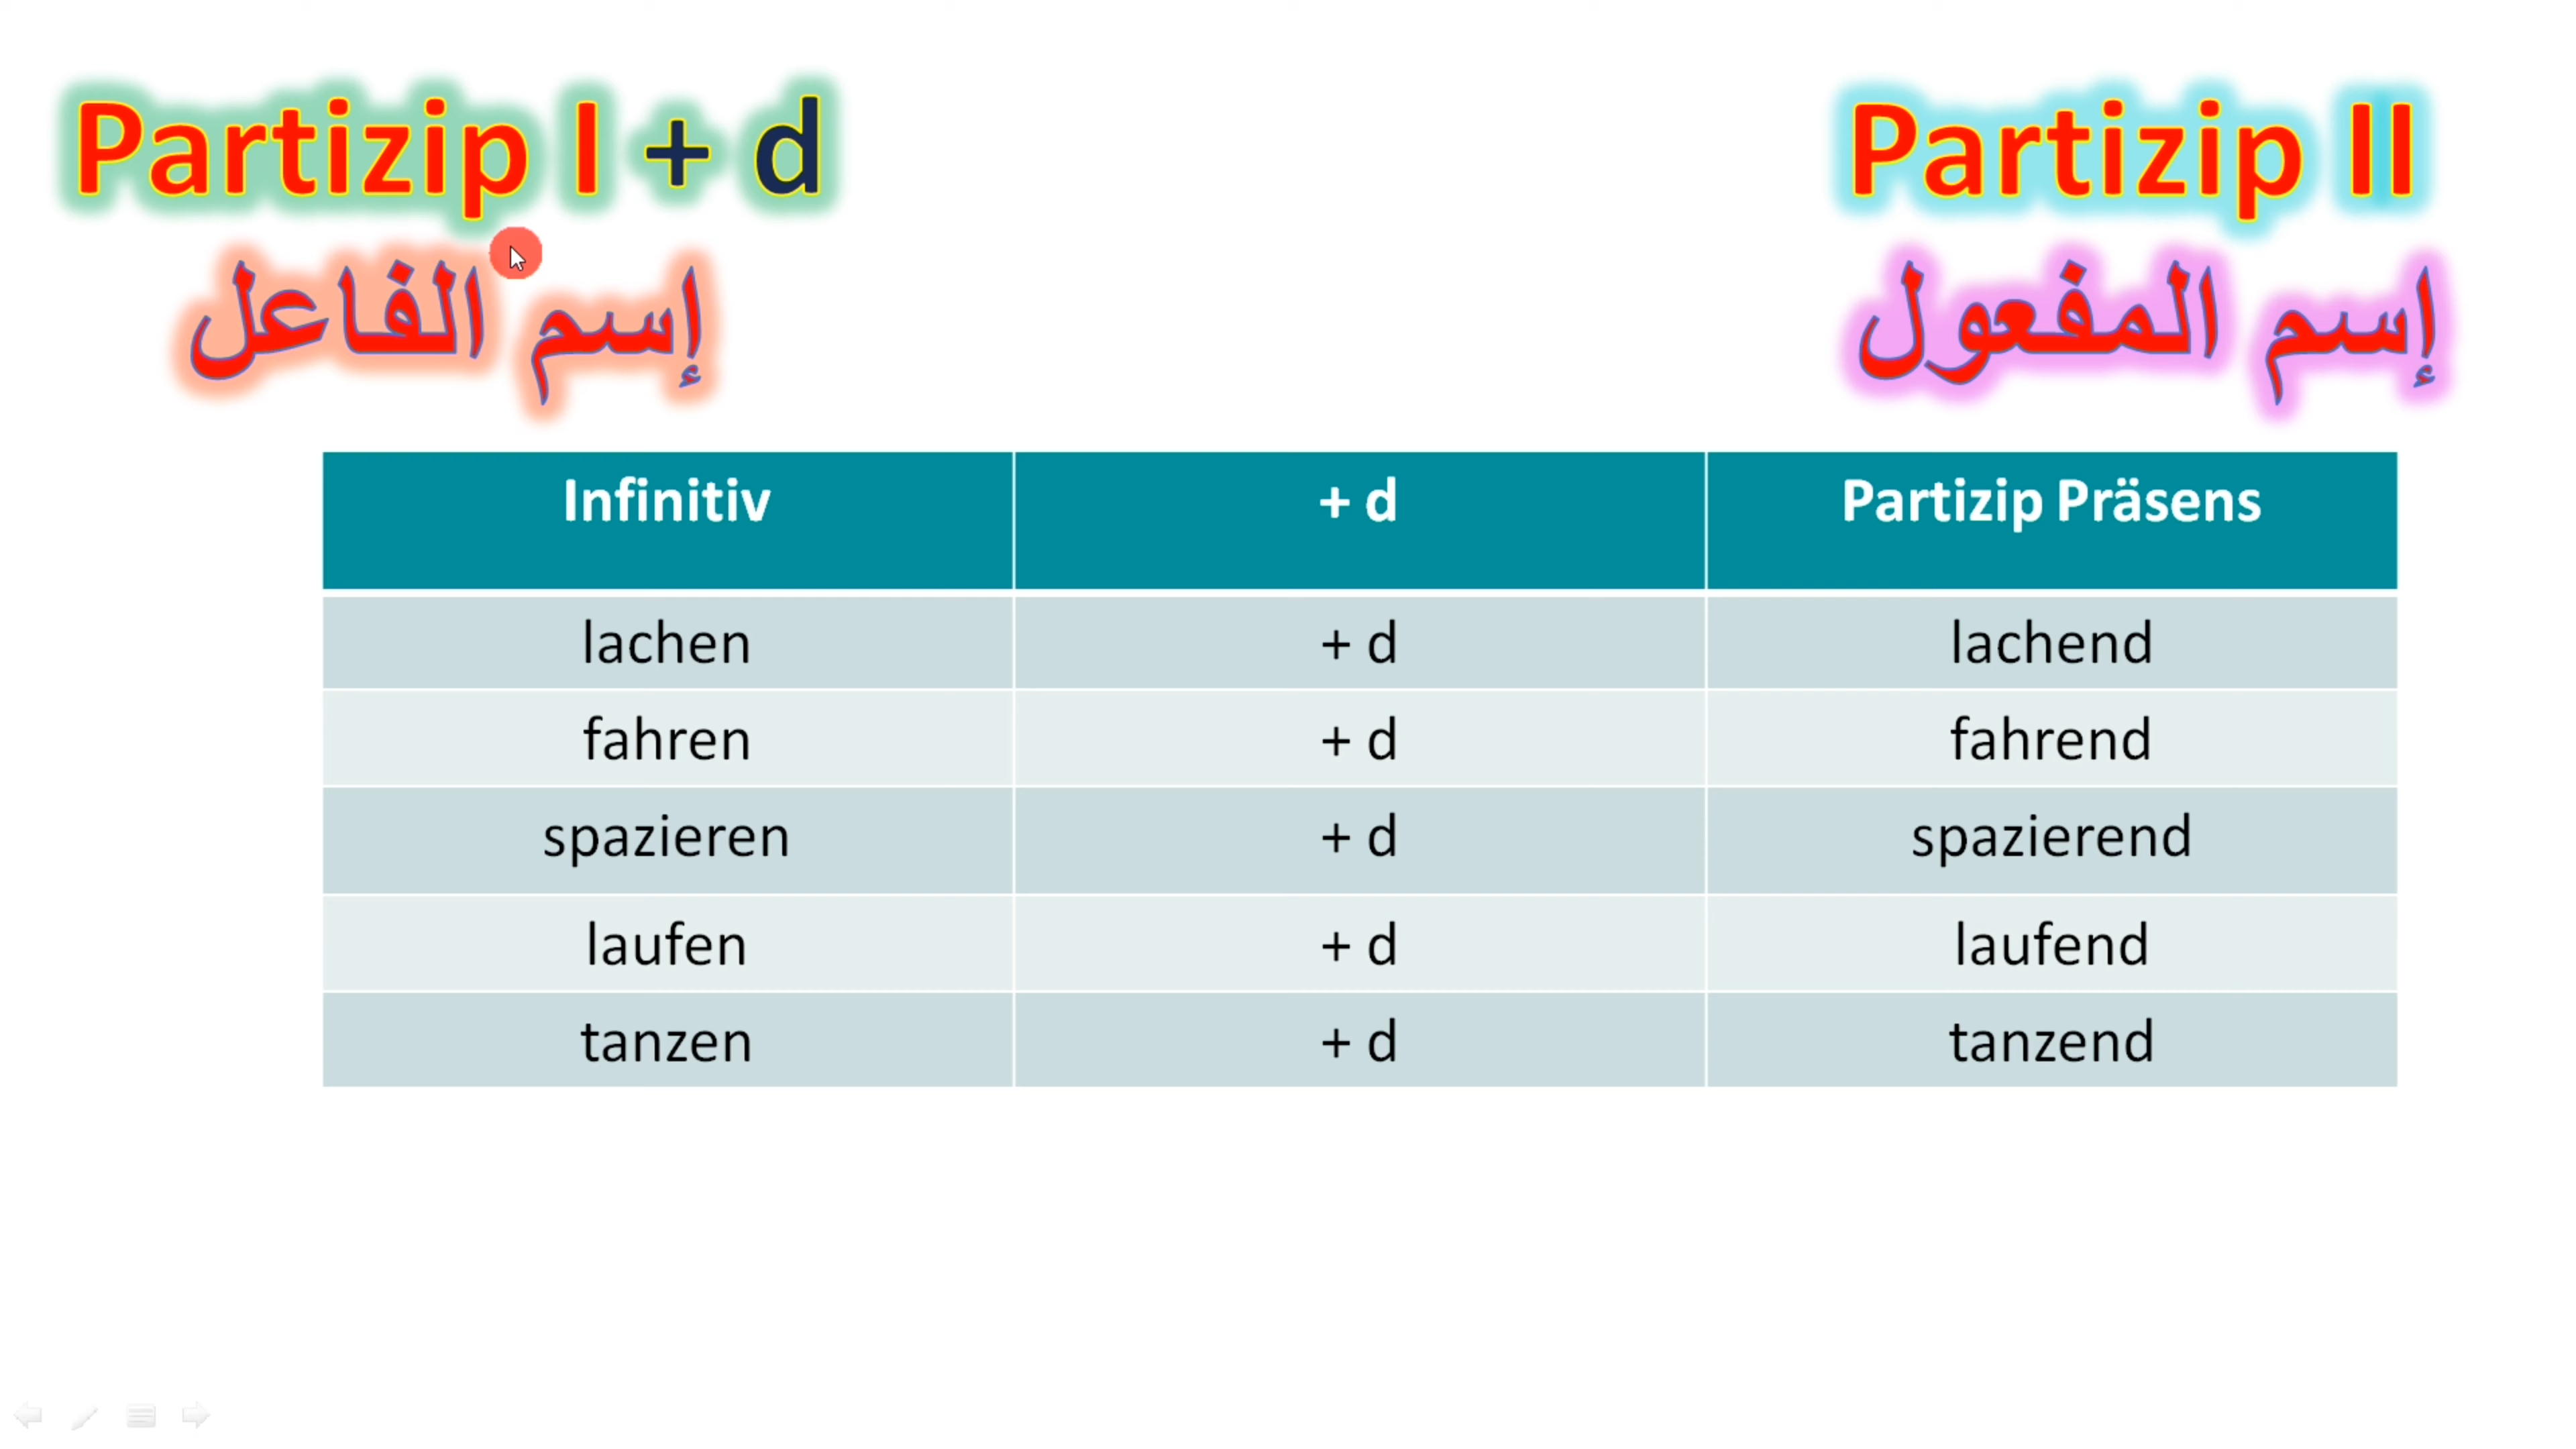 Partizip I + d
Partizip II
إسم الفاعل
إسم المفعول
Infinitiv + d Partizip Präsens
lachen + d lachend
fahren + d fahrend
spazieren + d spazierend
laufen + d laufend
tanzen + d tanzend